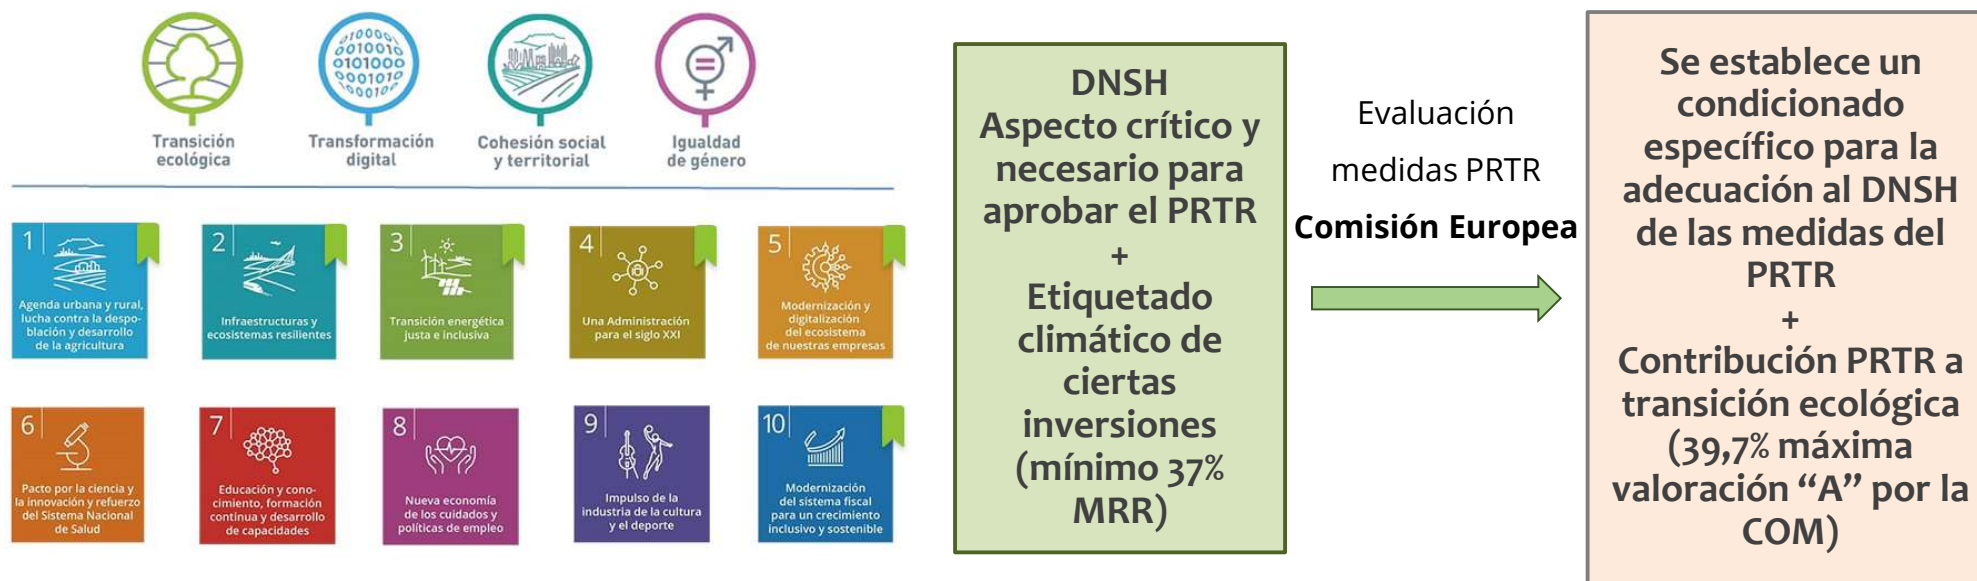 Transición
ecológica
Transformación
digital
Cohesión social
y territorial
Igualdad
de género
1
Agenda urbana y rural,
lucha contra la despo-
blación y desarrollo
de la agricultura
2
Infraestructuras y
ecosistemas resilientes
3
Transición energética
justa e inclusiva
4
Una Administración
para el siglo XXI
5
Modernización y
digitalización
del ecosistema
de nuestras empresas
6
Pacto por la ciencia y
la innovación y refuerzo
del Sistema Nacional
de Salud
7
Educación y cono-
cimiento, formación
continua y desarrollo
de capacidades
8
Nueva economía
de los cuidados y
políticas de empleo
9
Impulso de la
industria de la cultura
y el deporte
10
Modernización
del sistema fiscal
para un crecimiento
inclusivo y sostenible
DNSH
Aspecto crítico y
necesario para
aprobar el PRTR
+
Etiquetado
climático de
ciertas
inversiones
(mínimo 37%
MRR)
Evaluación
medidas PRTR
Comisión Europea
Se establece un
condicionado
específico para la
adecuación al DNSH
de las medidas del
PRTR
+
Contribución PRTR a
transición ecológica
(39,7% máxima
valoración “A” por la
COM)